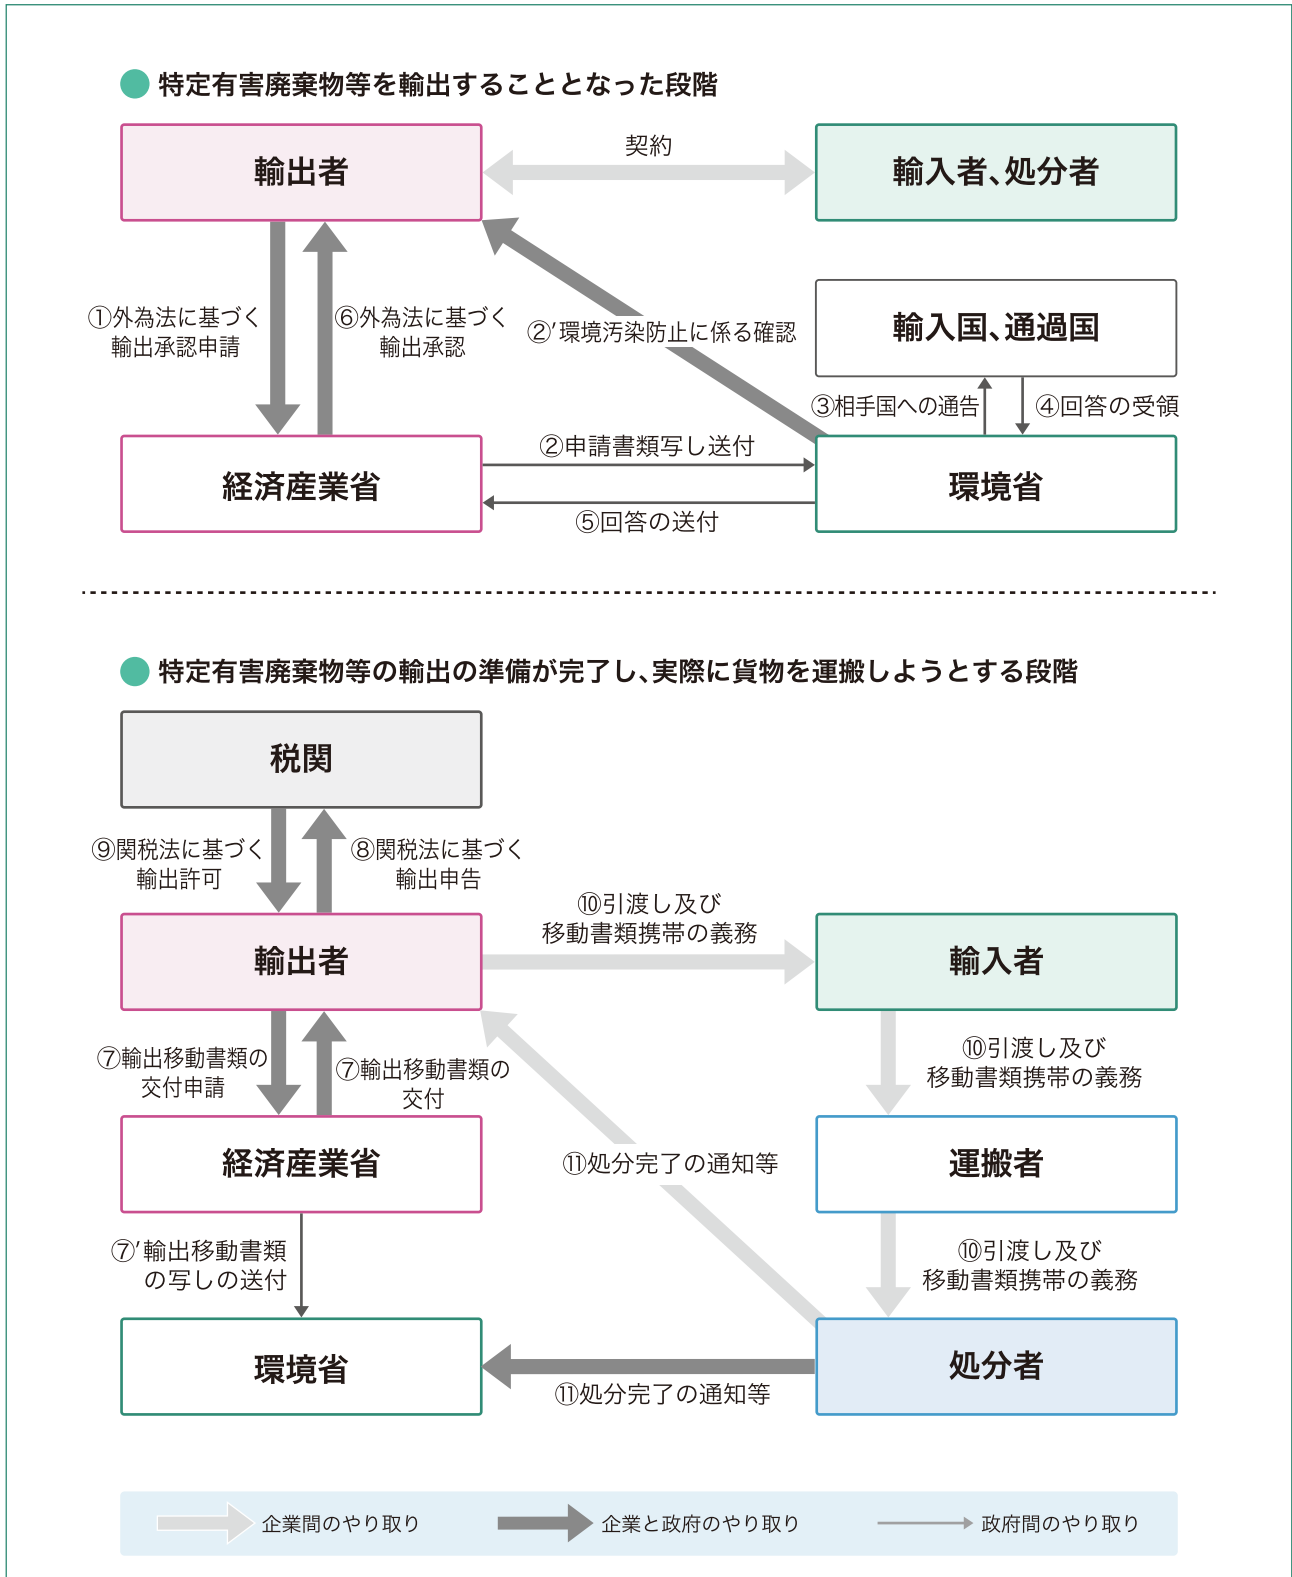 特定有害廃棄物等を輸出することとなった段階
輸出者
契約
輸入者、処分者
①外為法に基づく
輸出承認申請
⑥外為法に基づく
輸出承認
②′環境汚染防止に係る確認
輸入国、通過国
③相手国への通告
④回答の受領
経済産業省
②申請書類写し送付
⑤回答の送付
環境省
特定有害廃棄物等の輸出の準備が完了し、実際に貨物を運搬しようとする段階
税関
⑨関税法に基づく
輸出許可
⑧関税法に基づく
輸出申告
輸出者
⑩引渡し及び
移動書類携帯の義務
輸入者
⑦輸出移動書類の
交付申請
⑦輸出移動書類の
交付
⑩引渡し及び
移動書類携帯の義務
経済産業省
⑪処分完了の通知等
運搬者
⑦′輸出移動書類
の写しの送付
⑩引渡し及び
移動書類携帯の義務
環境省
⑪処分完了の通知等
処分者
企業間のやり取り
企業と政府のやり取り
政府間のやり取り